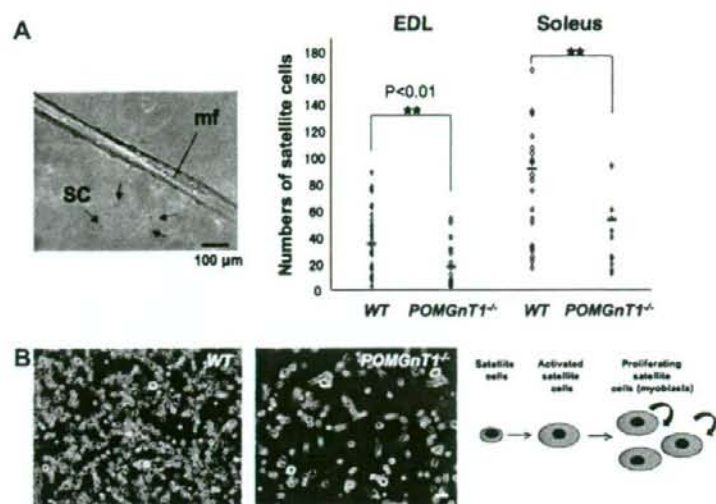 A
EDL
Soleus
mf
SC
100 μm
Numbers of satellite cells
180
160
140
120
100
80
60
40
20
0
P<0.01
**
**
WT
POMGnT1-/-
WT
POMGnT1-/-
B
WT
POMGnT1-/-
Satellite
cells
Activated
satellite
cells
Proliferating
satellite
cells (myoblasts)